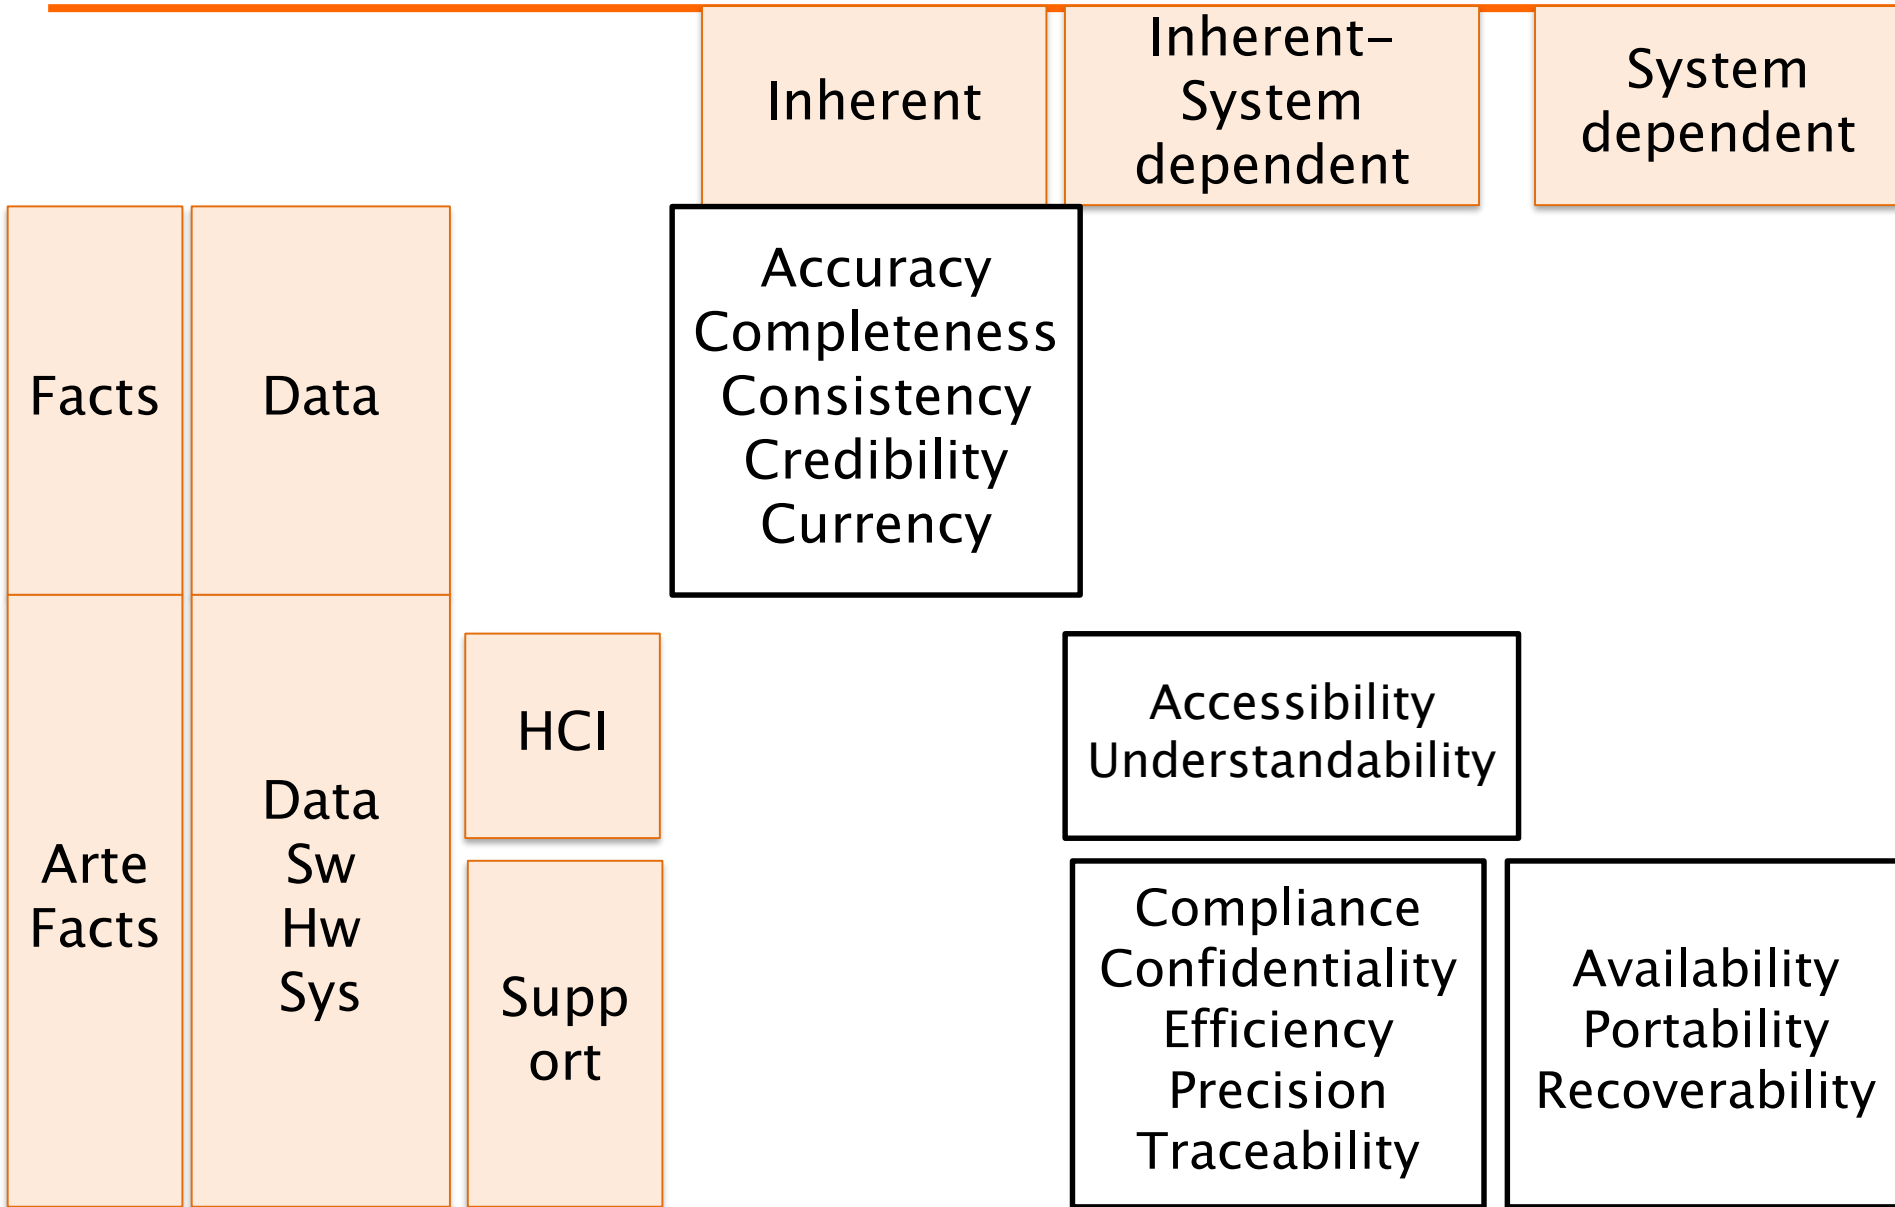 Inherent
Inherent–
System
dependent
System
dependent
Facts
Data
Accuracy
Completeness
Consistency
Credibility
Currency
Arte
Facts
Data
Sw
Hw
Sys
HCI
Accessibility
Understandability
Supp
ort
Compliance
Confidentiality
Efficiency
Precision
Traceability
Availability
Portability
Recoverability